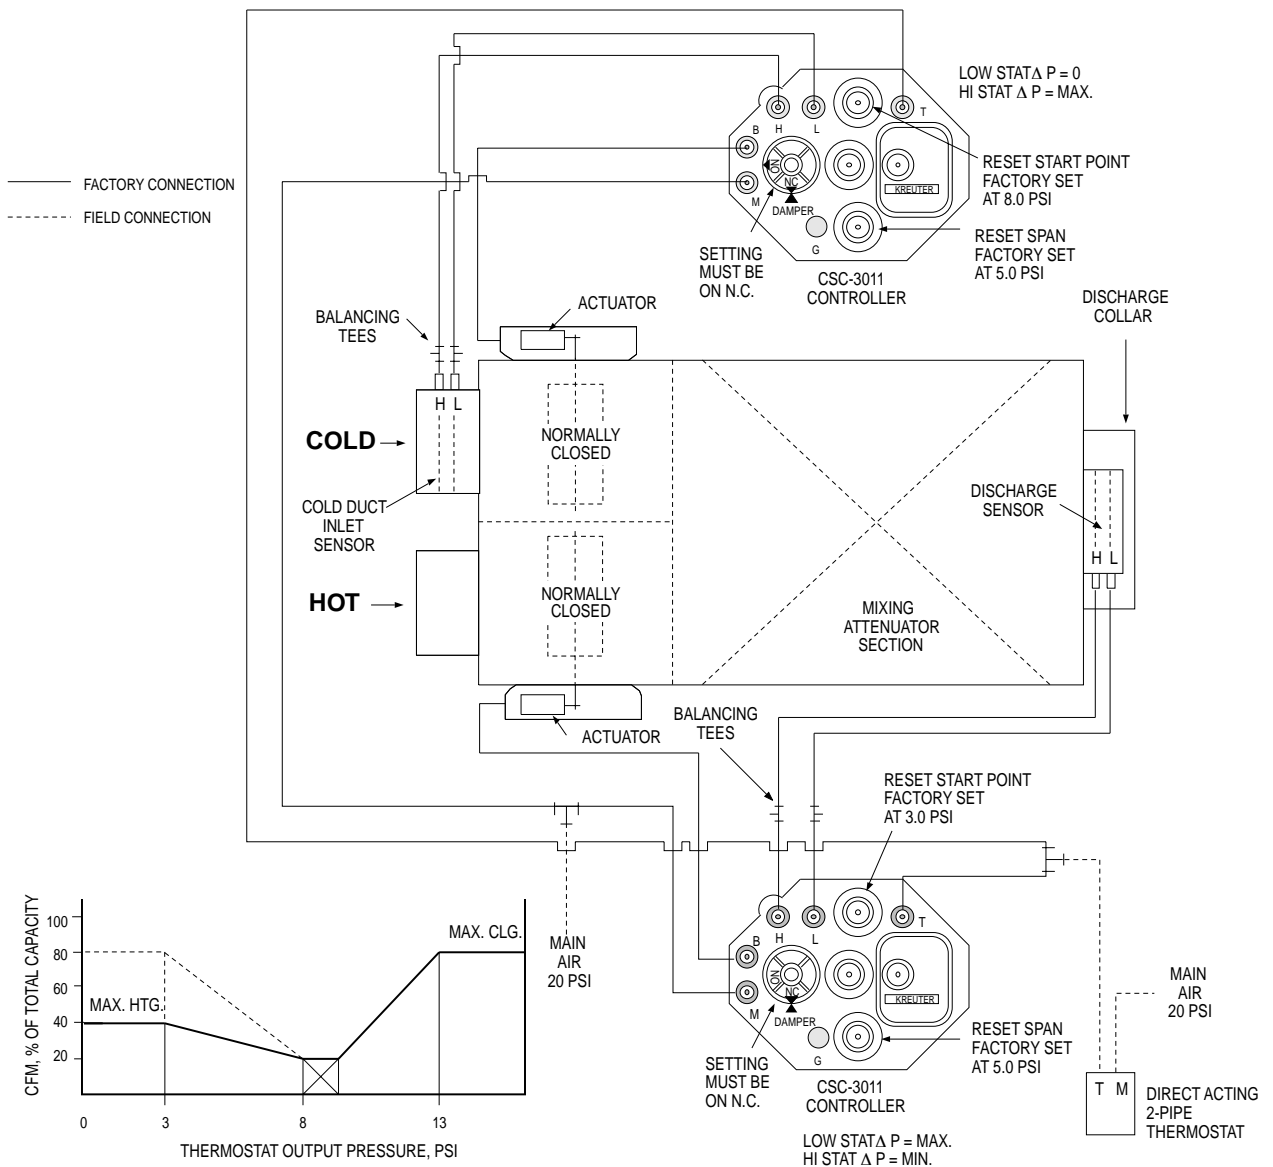 LOW STAT Δ P = 0
HI STAT Δ P = MAX.
T
B
H
L
NO
NC
M
DAMPER
G
KREUTER
RESET START POINT
FACTORY SET
AT 8.0 PSI
FACTORY CONNECTION
FIELD CONNECTION
RESET SPAN
FACTORY SET
AT 5.0 PSI
SETTING
MUST BE
ON N.C.
CSC-3011
CONTROLLER
DISCHARGE
COLLAR
ACTUATOR
BALANCING
TEES
H L
COLD
NORMALLY
CLOSED
COLD DUCT
INLET
SENSOR
DISCHARGE
SENSOR
H L
HOT
NORMALLY
CLOSED
MIXING
ATTENUATOR
SECTION
ACTUATOR
BALANCING
TEES
RESET START POINT
FACTORY SET
AT 3.0 PSI
T
B
H
L
NO
NC
M
DAMPER
G
KREUTER
MAIN
AIR
20 PSI
MAIN
AIR
20 PSI
RESET SPAN
FACTORY SET
AT 5.0 PSI
SETTING
MUST BE
ON N.C.
CSC-3011
CONTROLLER
LOW STAT Δ P = MAX.
HI STAT Δ P = MIN.
T M
DIRECT ACTING
2-PIPE
THERMOSTAT
CFM, % OF TOTAL CAPACITY
100
80
60
40
20
MAX. HTG.
MAX. CLG.
0 3 8 13
THERMOSTAT OUTPUT PRESSURE, PSI